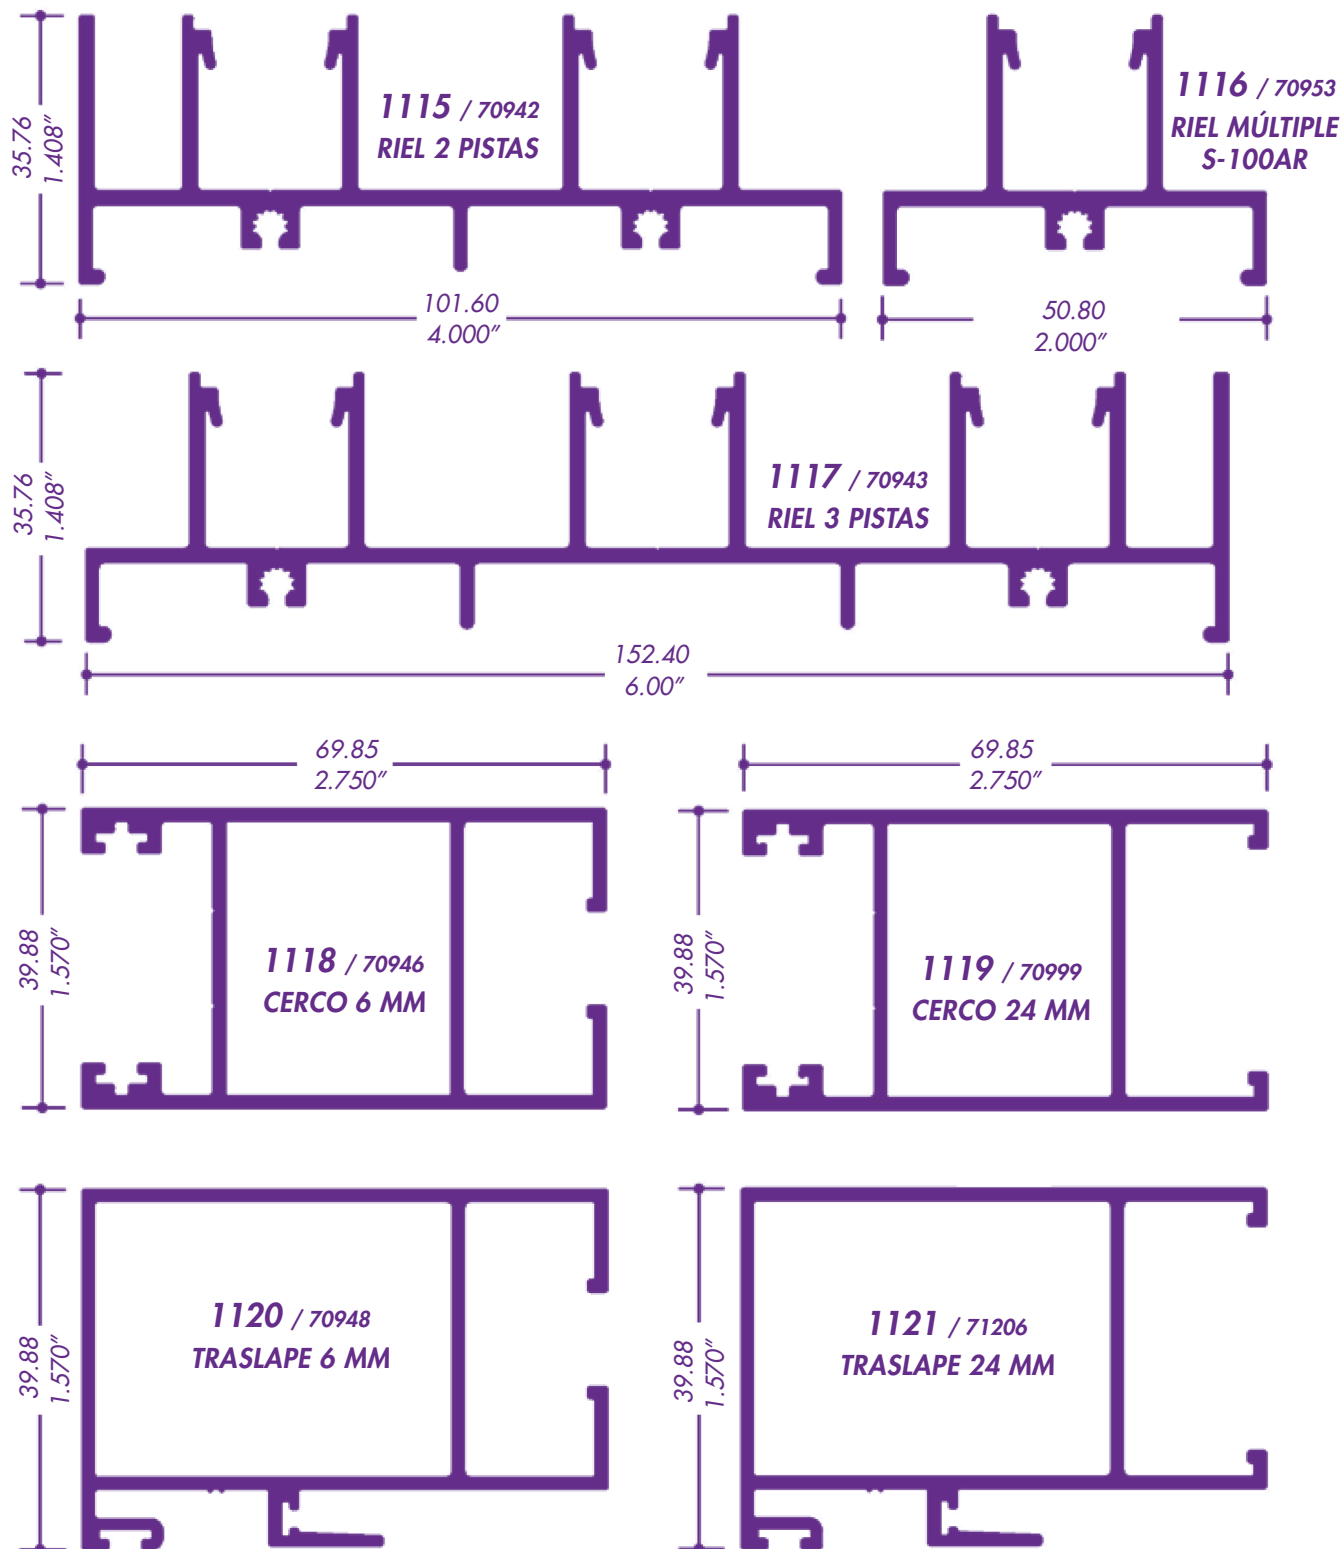 35.76
1.408"
1115 / 70942
RIEL 2 PISTAS
101.60
4.000"
1116 / 70953
RIEL MÚLTIPLE
S-100AR
50.80
2.000"
35.76
1.408"
1117 / 70943
RIEL 3 PISTAS
152.40
6.00"
69.85
2.750"
39.88
1.570"
1118 / 70946
CERCO 6 MM
69.85
2.750"
39.88
1.570"
1119 / 70999
CERCO 24 MM
39.88
1.570"
1120 / 70948
TRASLAPE 6 MM
39.88
1.570"
1121 / 71206
TRASLAPE 24 MM